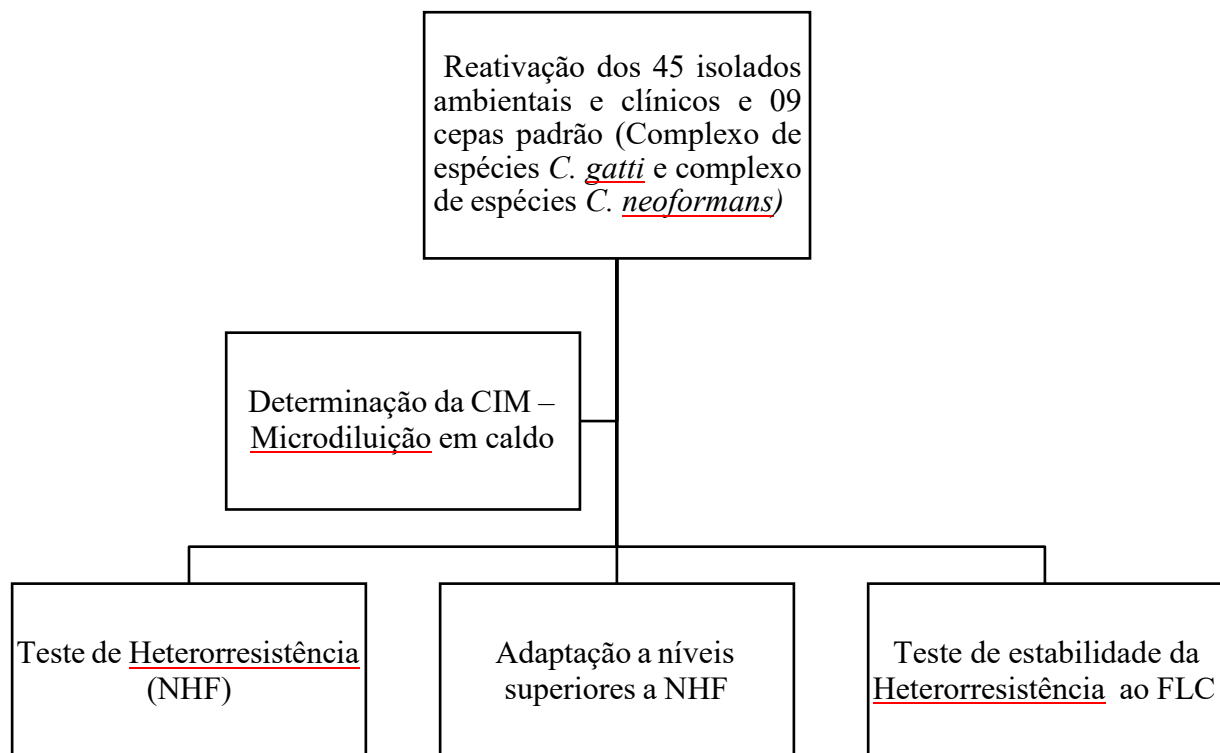 Reativação dos 45 isolados
ambientais e clínicos e 09
cepas padrão (Complexo de
espécies C. gatti e complexo
de espécies C. neoformans)
Determinação da CIM –
Microdiluição em caldo
Teste de Heterorresistência
(NHF)
Adaptação a níveis
superiores a NHF
Teste de estabilidade da
Heterorresistência ao FLC